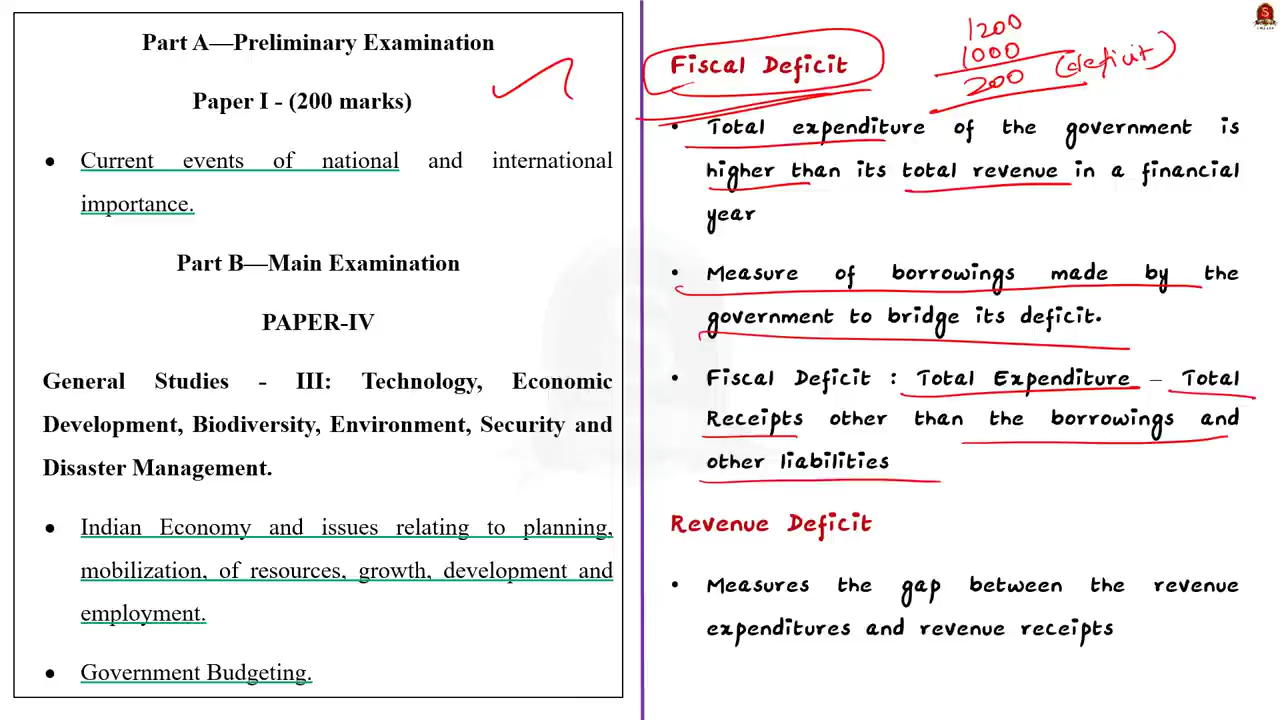 Part A—Preliminary Examination
Paper I - (200 marks)
• Current events of national and international
importance.
Part B—Main Examination
PAPER-IV
General Studies - III: Technology, Economic
Development, Biodiversity, Environment, Security and
Disaster Management.
• Indian Economy and issues relating to planning,
mobilization, of resources, growth, development and
employment.
• Government Budgeting.
1200
1000
200 (deficit)
Fiscal Deficit
• Total expenditure of the government is
higher than its total revenue in a financial
year
• Measure of borrowings made by the
government to bridge its deficit.
• Fiscal Deficit : Total Expenditure – Total
Receipts other than the borrowings and
other liabilities
Revenue Deficit
• Measures the gap between the revenue
expenditures and revenue receipts